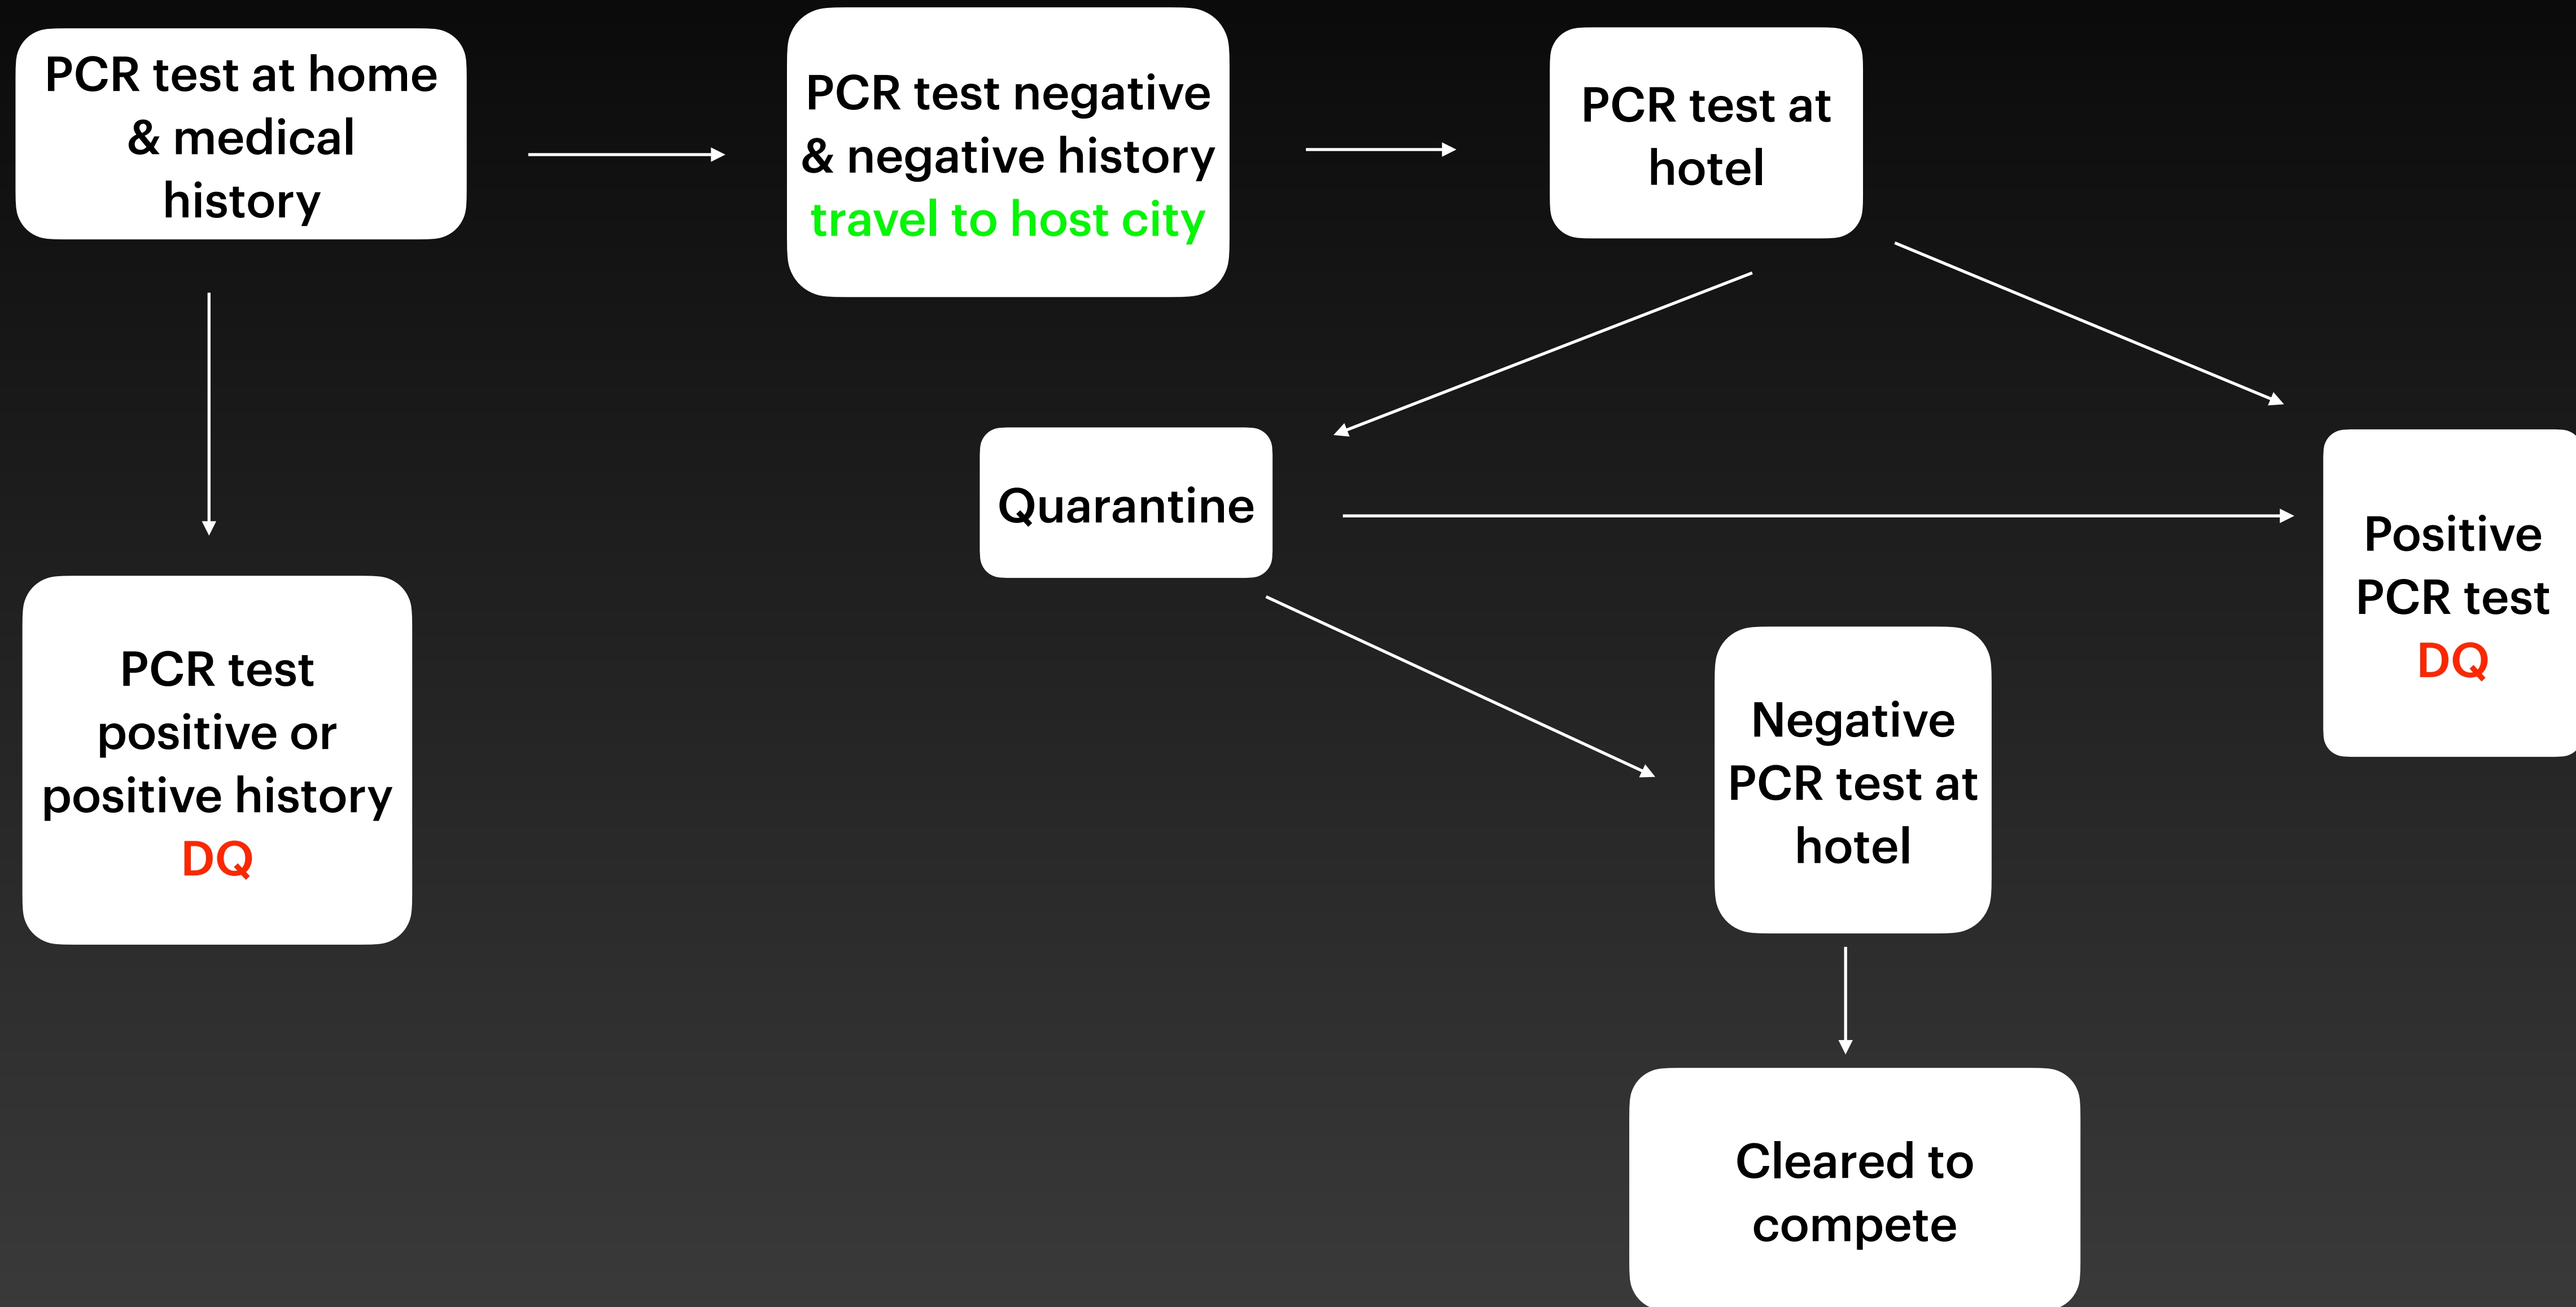 PCR test at home
& medical
history
PCR test negative
& negative history
travel to host city
PCR test at
hotel
Quarantine
Positive
PCR test
DQ
PCR test
positive or
positive history
DQ
Negative
PCR test at
hotel
Cleared to
compete